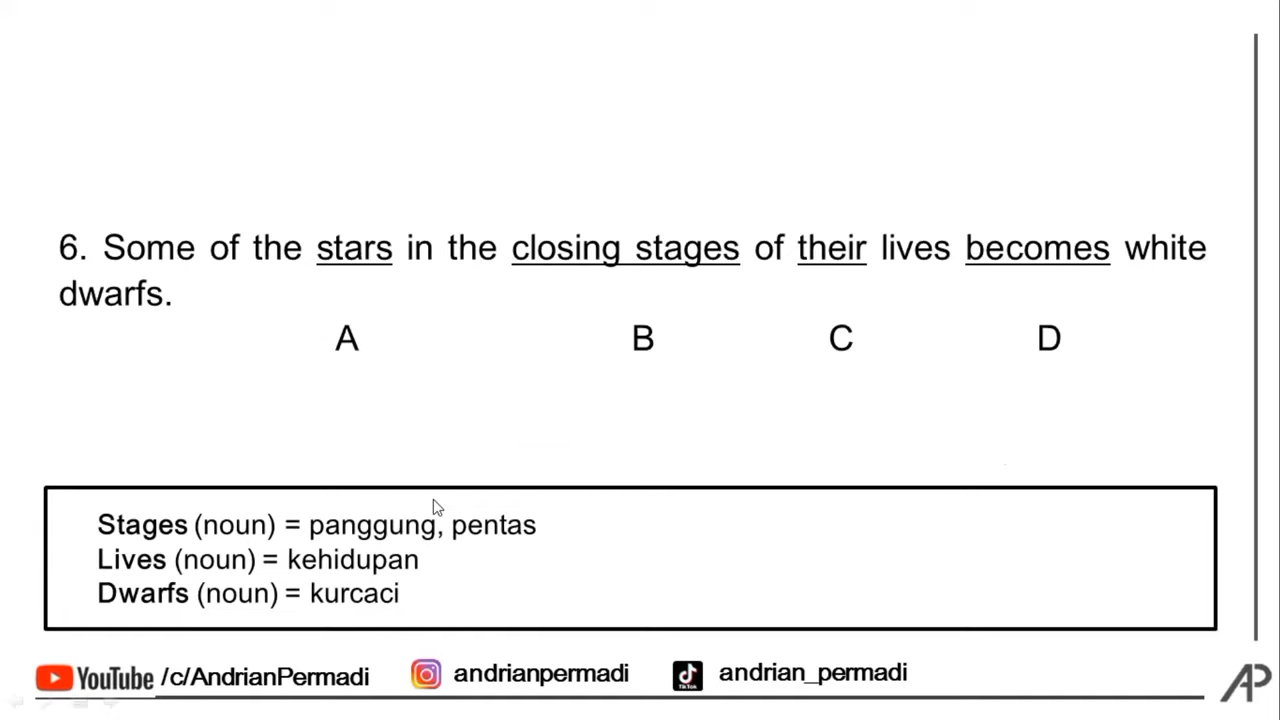 6. Some of the stars in the closing stages of their lives becomes white
dwarfs.
A B C D
Stages (noun) = panggung, pentas
Lives (noun) = kehidupan
Dwarfs (noun) = kurcaci
YouTube /c/AndrianPermadi andrianpermadi TikTok andrian_permadi AP